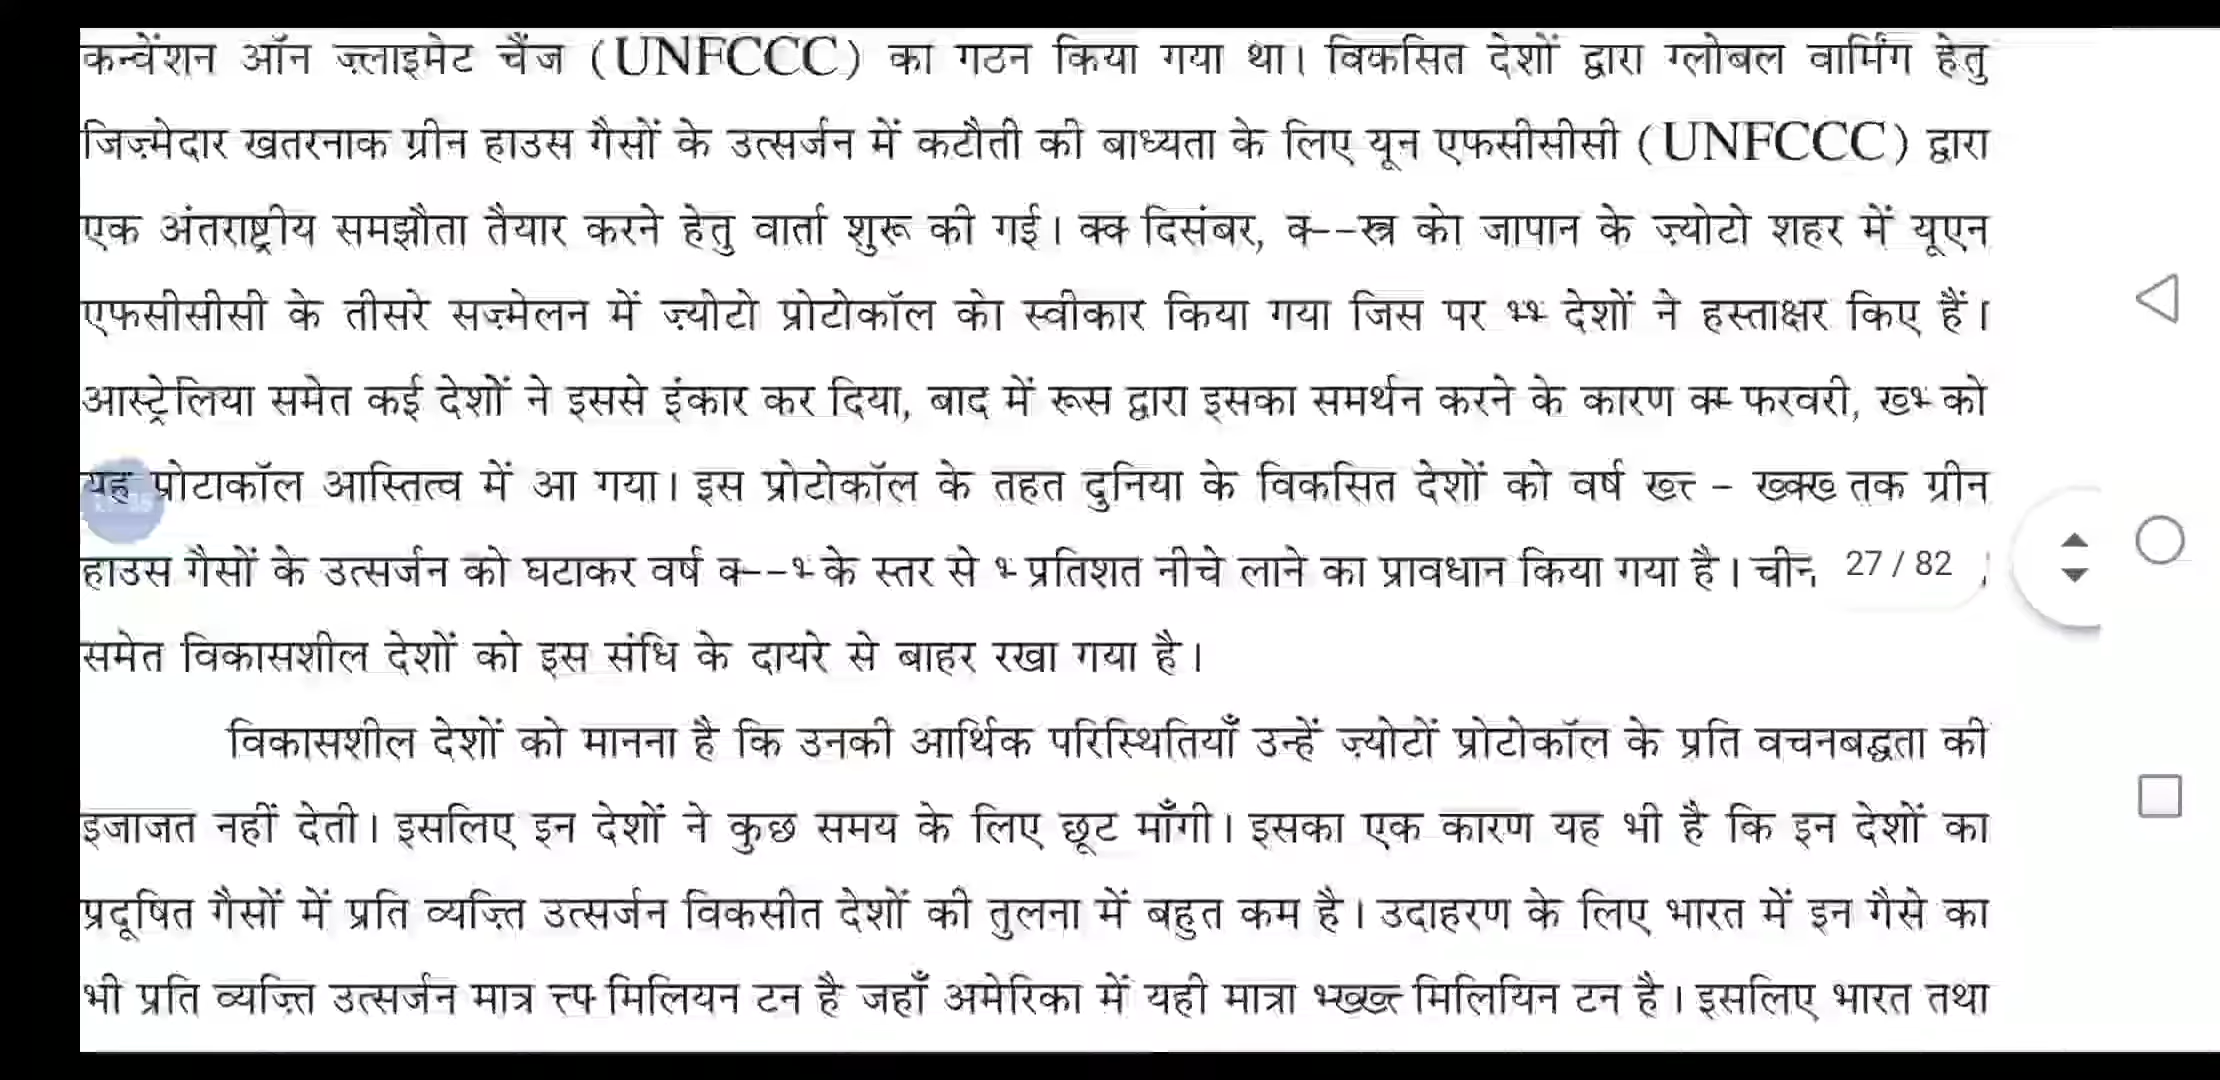 कन्वेंशन ऑन ज़्लाइमेट चैंज (UNFCCC) का गठन किया गया था। विकसित देशों द्वारा ग्लोबल वार्मिंग हेतु
जिज़्मेदार खतरनाक ग्रीन हाउस गैसों के उत्सर्जन में कटौती की बाध्यता के लिए यून एफसीसीसी (UNFCCC) द्वारा
एक अंतराष्ट्रीय समझौता तैयार करने हेतु वार्ता शुरू की गई। क्क दिसंबर, क--स्त्र को जापान के ज़्योटो शहर में यूएन
एफसीसीसी के तीसरे सज़्मेलन में ज़्योटो प्रोटोकॉल को स्वीकार किया गया जिस पर देशों ने हस्ताक्षर किए हैं।
आस्ट्रेलिया समेत कई देशों ने इससे इंकार कर दिया, बाद में रूस द्वारा इसका समर्थन करने के कारण फरवरी, को
यह प्रोटाकॉल आस्तित्व में आ गया। इस प्रोटोकॉल के तहत दुनिया के विकसित देशों को वर्ष - ख्क्ख तक ग्रीन
हाउस गैसों के उत्सर्जन को घटाकर वर्ष के स्तर से प्रतिशत नीचे लाने का प्रावधान किया गया है। चीन, 27 / 82
समेत विकासशील देशों को इस संधि के दायरे से बाहर रखा गया है।
विकासशील देशों को मानना है कि उनकी आर्थिक परिस्थितियाँ उन्हें ज़्योटों प्रोटोकॉल के प्रति वचनबद्धता की
इजाजत नहीं देती। इसलिए इन देशों ने कुछ समय के लिए छूट माँगी। इसका एक कारण यह भी है कि इन देशों का
प्रदूषित गैसों में प्रति व्यज़्ति उत्सर्जन विकसीत देशों की तुलना में बहुत कम है। उदाहरण के लिए भारत में इन गैसे का
भी प्रति व्यज़्ति उत्सर्जन मात्र मिलियन टन है जहाँ अमेरिका में यही मात्रा मिलियिन टन है। इसलिए भारत तथा